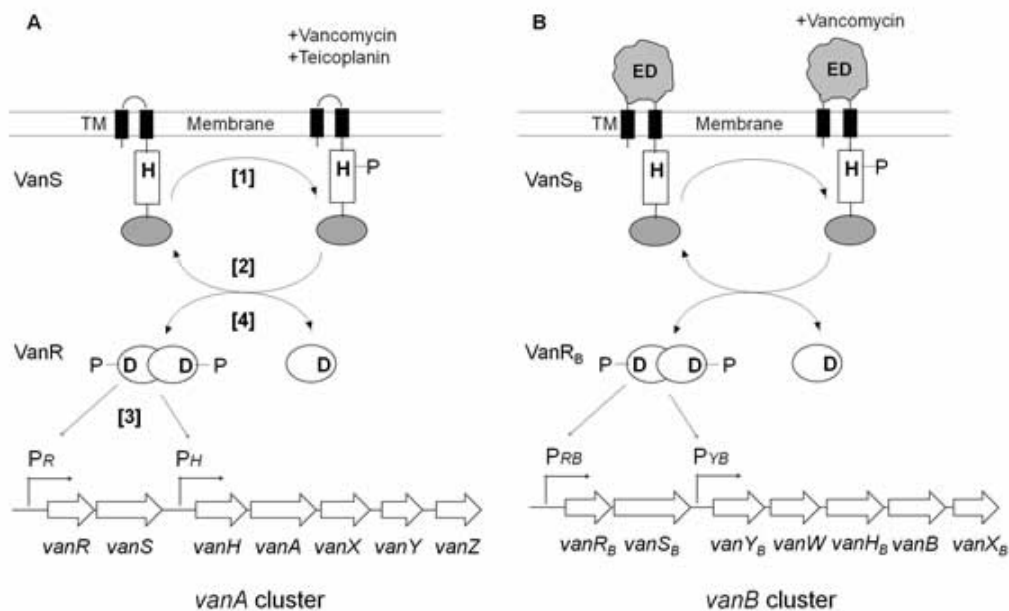 A
+Vancomycin
+Teicoplanin
TM
Membrane
VanS
H
H
P
[1]
[2]
[4]
VanR
P
D
D
P
D
[3]
PR
PH
vanR
vanS
vanH
vanA
vanX
vanY
vanZ
vanA cluster
B
+Vancomycin
ED
ED
TM
Membrane
VanSB
H
H
P
VanRB
P
D
D
P
D
PRB
PYB
vanRB
vanSB
vanYB
vanW
vanHB
vanB
vanXB
vanB cluster